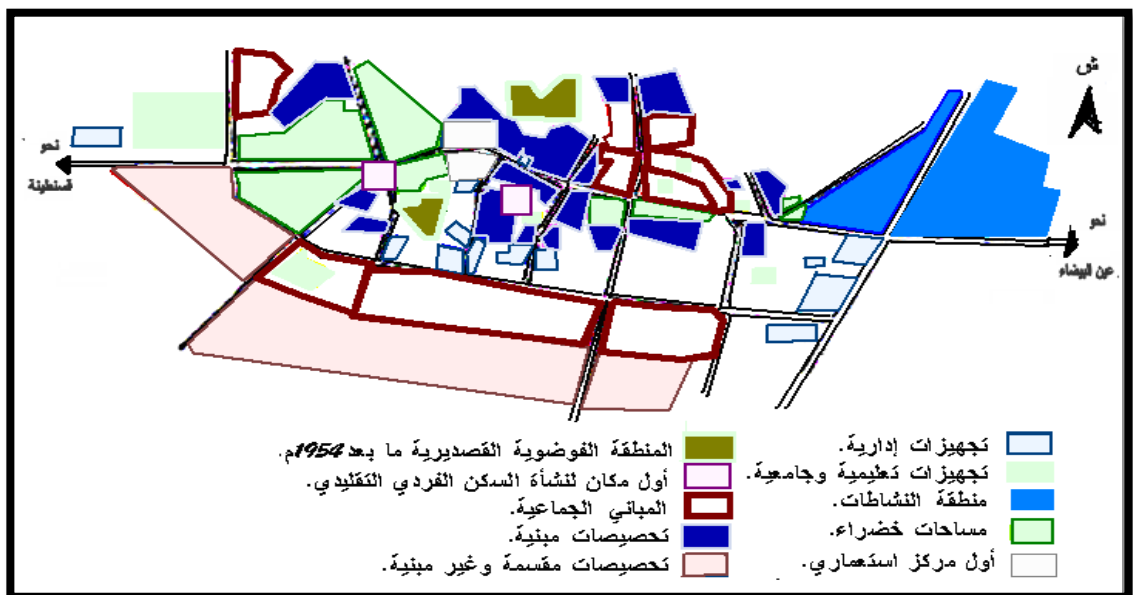 ش
نحو
قسنطينة
نحو
عين البيضاء
تجهيزات إدارية.
تجهيزات تعليمية وجامعية.
منطقة النشاطات.
مساحات خضراء.
أول مركز استعماري.
المنطقة الفوضوية القصديرية ما بعد 1954م.
أول مكان لنشأة السكن الفردي التقليدي.
المباني الجماعية.
تحصيصات مبنية.
تحصيصات مقسمة وغير مبنية.